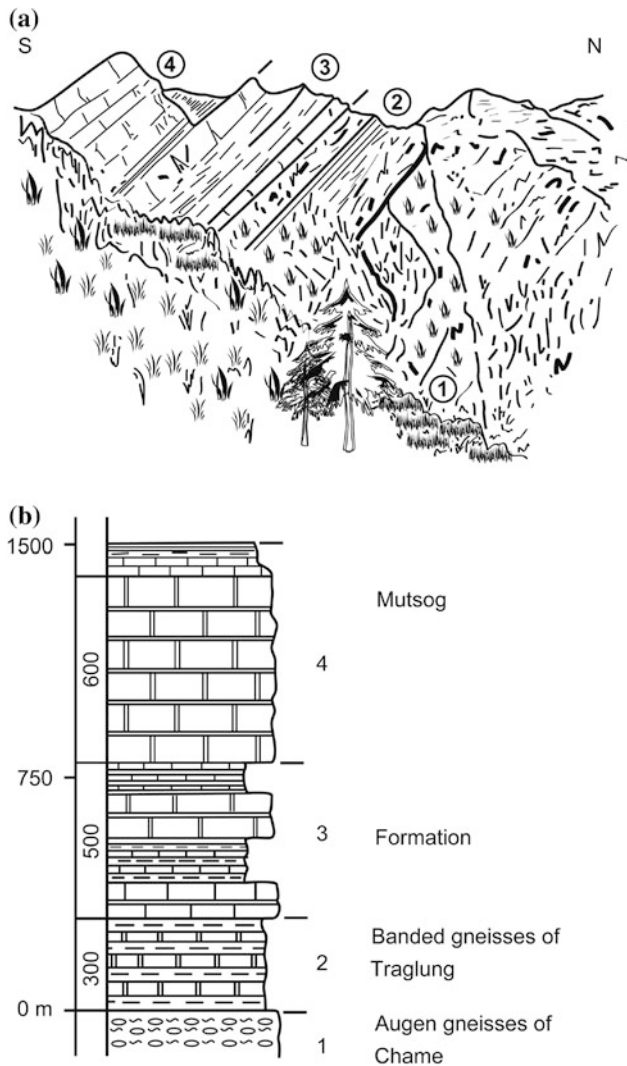 (a)
S
N
4
3
2
1
(b)
1500
600
4
Mutsog
750
500
3
Formation
300
2
Banded gneisses of
Traglung
0 m
1
Augen gneisses of
Chame